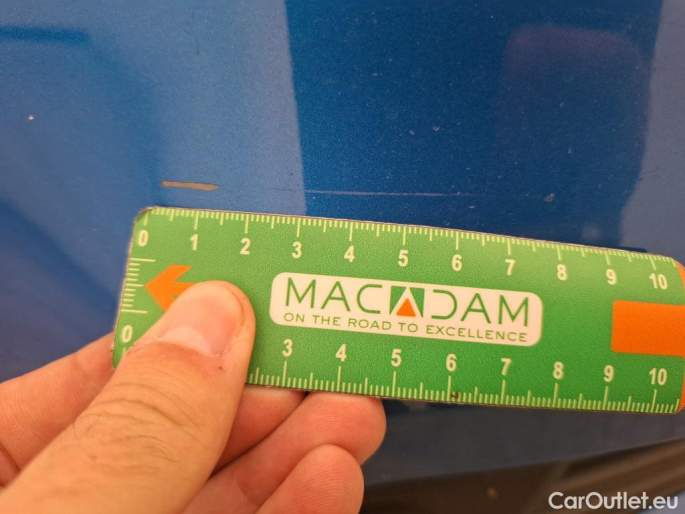 0 1 2 3 4 5 6 7 8 9 10
MACADAM
ON THE ROAD TO EXCELLENCE
0 3 4 5 6 7 8 9 10
CarOutlet.eu